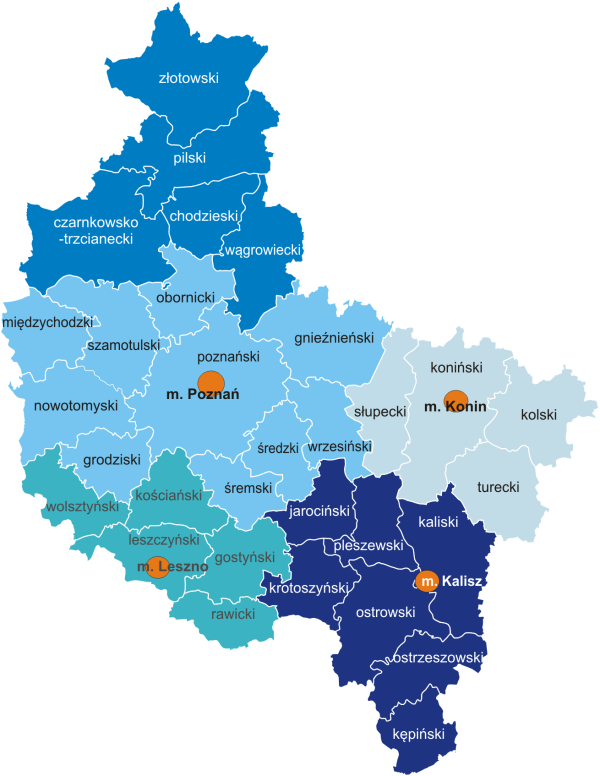 złotowski
pilski
chodzieski
czarnkowsko
-trzcianecki
wągrowiecki
obornicki
międzychodzki
szamotulski
gnieźnieński
poznański
m. Poznań
koniński
m. Konin
słupecki
kolski
nowotomyski
średzki
wrzesiński
grodziski
śremski
turecki
kościański
wolsztyński
jarociński
kaliski
leszczyński
m. Leszno
gostyński
pleszewski
m. Kalisz
krotoszyński
ostrowski
rawicki
ostrzeszowski
kępiński